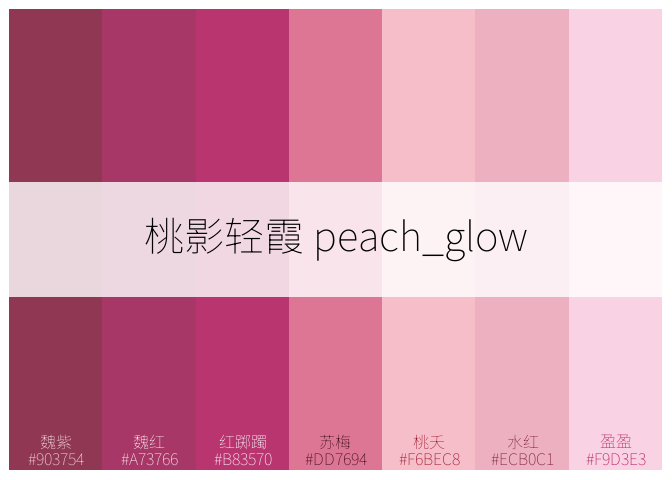 桃影轻霞 peach_glow
魏紫
#903754
魏红
#A73766
红踯躅
#B83570
苏梅
#DD7694
桃夭
#F6BEC8
水红
#ECB0C1
盈盈
#F9D3E3